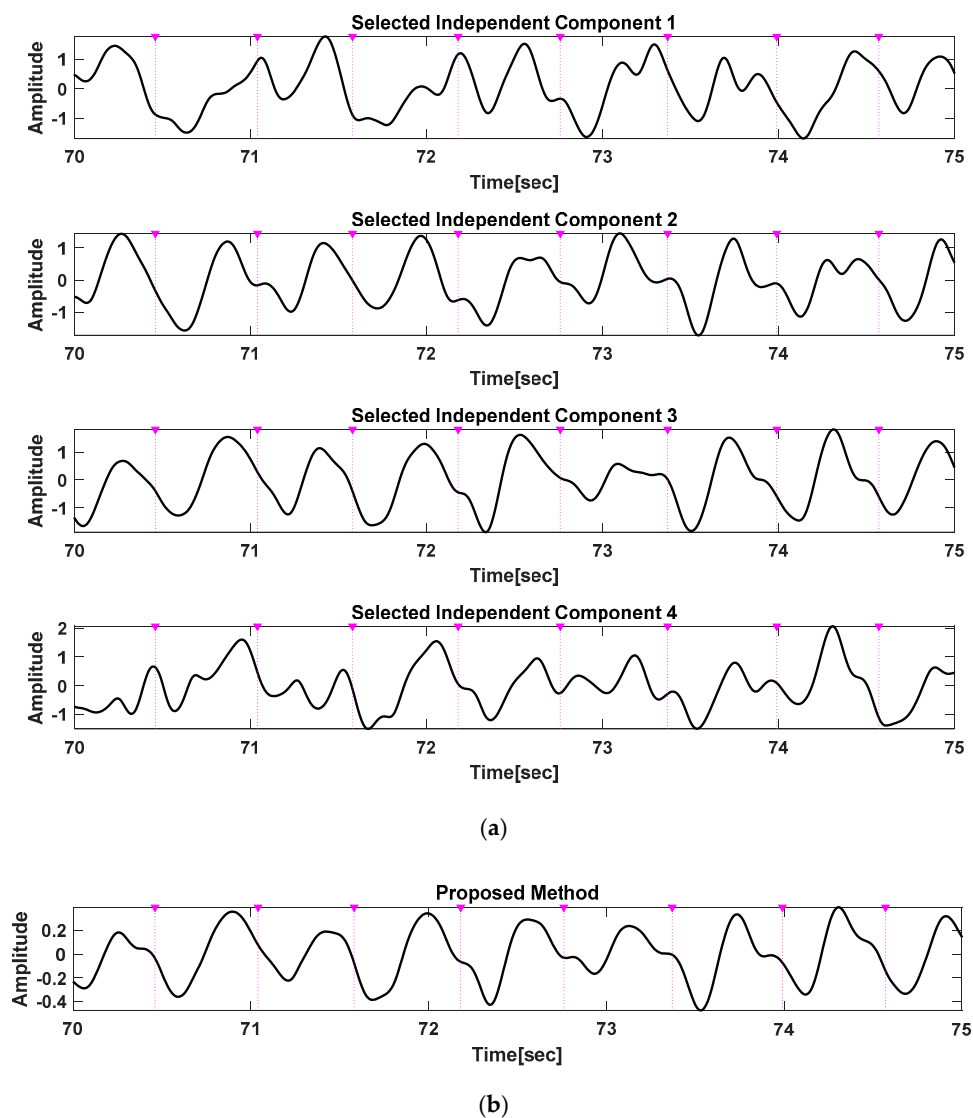 Selected Independent Component 1
Amplitude
1
0
-1
70 71 72 73 74 75
Time[sec]
Selected Independent Component 2
Amplitude
1
0
-1
70 71 72 73 74 75
Time[sec]
Selected Independent Component 3
Amplitude
1
0
-1
70 71 72 73 74 75
Time[sec]
Selected Independent Component 4
Amplitude
2
1
0
-1
70 71 72 73 74 75
Time[sec]
(a)
Proposed Method
Amplitude
0.2
0
-0.2
-0.4
70 71 72 73 74 75
Time[sec]
(b)